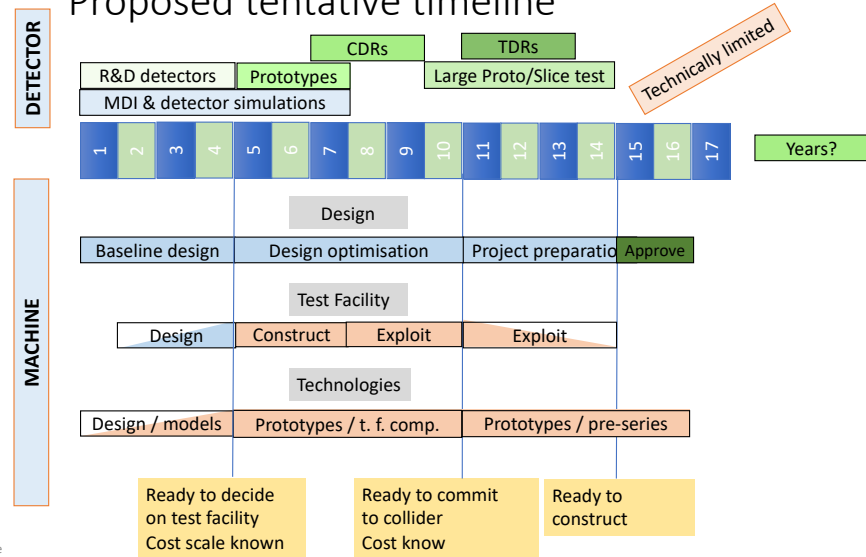 Proposed tentative timeline
DETECTOR
CDRs
TDRs
Technically limited
R&D detectors
Prototypes
Large Proto/Slice test
MDI & detector simulations
1 2 3 4 5 6 7 8 9 10 11 12 13 14 15 16 17
Years?
MACHINE
Design
Baseline design
Design optimisation
Project preparatio
Approve
Test Facility
Design
Construct
Exploit
Exploit
Technologies
Design / models
Prototypes / t. f. comp.
Prototypes / pre-series
Ready to decide
on test facility
Cost scale known
Ready to commit
to collider
Cost know
Ready to
construct